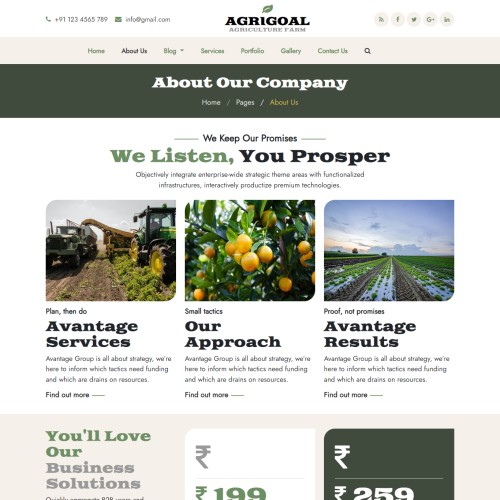 +91 123 4565 789
info@gmail.com
AGRIGOAL
AGRICULTURE FARM
Home
About Us
Blog
Services
Portfolio
Gallery
Contact Us
About Our Company
Home / Pages / About Us
We Keep Our Promises
We Listen, You Prosper
Objectively integrate enterprise-wide strategic theme areas with functionalized
infrastructures, interactively productize premium technologies.
Plan, then do
Avantage
Services
Avantage Group is all about strategy, we're
here to inform which tactics need funding
and which are drains on resources.
Find out more
Small tactics
Our
Approach
Avantage Group is all about strategy, we're
here to inform which tactics need funding
and which are drains on resources.
Find out more
Proof, not promises
Avantage
Results
Avantage Group is all about strategy, we're
here to inform which tactics need funding
and which are drains on resources.
Find out more
You'll Love
Our
Business
Solutions
₹
₹ 199
₹
₹ 259